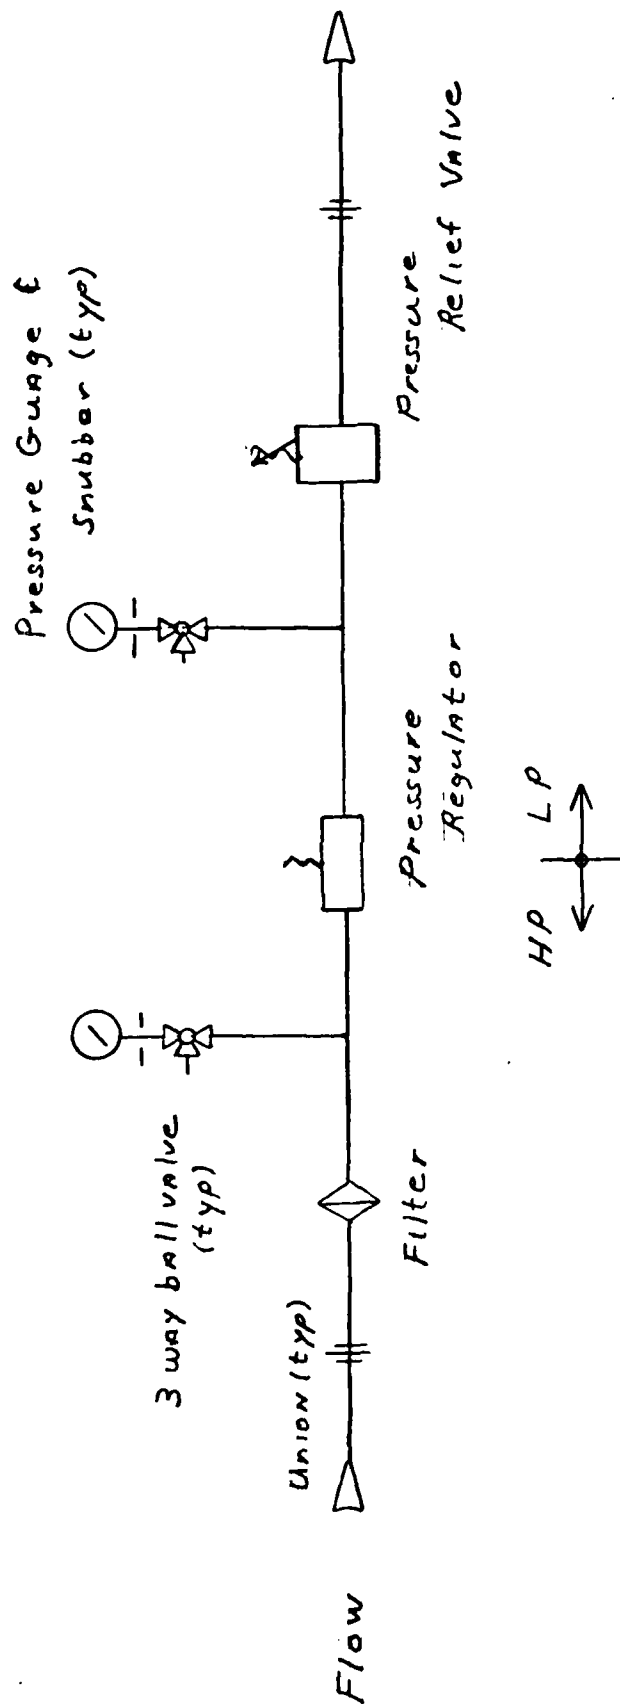 Flow
Union (typ)
3 way ball valve
(typ)
Filter
HP LP
Pressure
Regulator
Pressure Guage &
Snubber (typ)
Pressure
Relief Valve